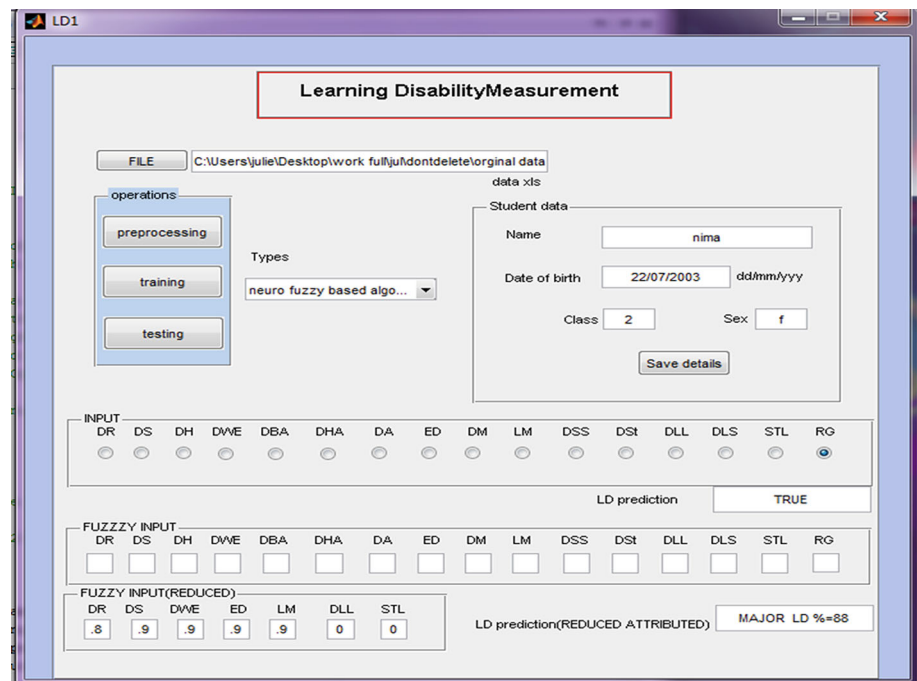 LD1
Learning DisabilityMeasurement
FILE C:\Users\julie\Desktop\work full\jul\dontdelete\orginal data
data xls
operations
preprocessing
training
testing
Types
neuro fuzzy based algo...
Student data
Name nima
Date of birth 22/07/2003 dd/mm/yyy
Class 2 Sex f
Save details
INPUT
DR DS DH DWE DBA DHA DA ED DM LM DSS DSt DLL DLS STL RG
LD prediction TRUE
FUZZZY INPUT
DR DS DH DWE DBA DHA DA ED DM LM DSS DSt DLL DLS STL RG
FUZZY INPUT(REDUCED)
DR DS DWE ED LM DLL STL
.8 .9 .9 .9 .9 0 0
LD prediction(REDUCED ATTRIBUTED) MAJOR LD %=88